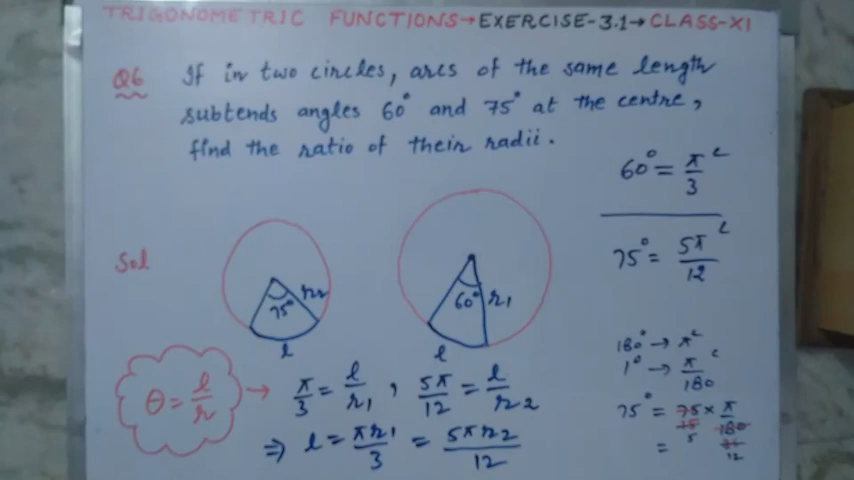 TRIGONOMETRIC FUNCTIONS→EXERCISE-3.1→CLASS-XI
Q6 If in two circles, arcs of the same length
subtends angles 60° and 75° at the centre,
find the ratio of their radii.
60° = π/3 ᶜ
75° = 5π/12 ᶜ
Sol
75° r₂
l
60° r₁
l
180° → πᶜ
1° → π/180 ᶜ
75° = 75 × π/180
15 5
= 12
θ = l/r → π/3 = l/r₁ , 5π/12 = l/r₂
⇒ l = πr₁/3 = 5πr₂/12